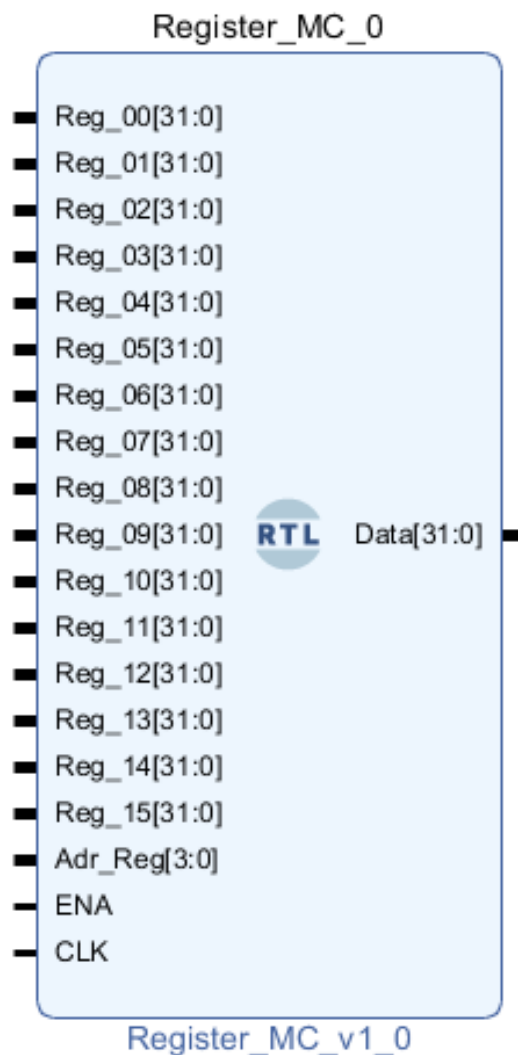 Register_MC_0
Reg_00[31:0]
Reg_01[31:0]
Reg_02[31:0]
Reg_03[31:0]
Reg_04[31:0]
Reg_05[31:0]
Reg_06[31:0]
Reg_07[31:0]
Reg_08[31:0]
Reg_09[31:0]
RTL
Data[31:0]
Reg_10[31:0]
Reg_11[31:0]
Reg_12[31:0]
Reg_13[31:0]
Reg_14[31:0]
Reg_15[31:0]
Adr_Reg[3:0]
ENA
CLK
Register_MC_v1_0